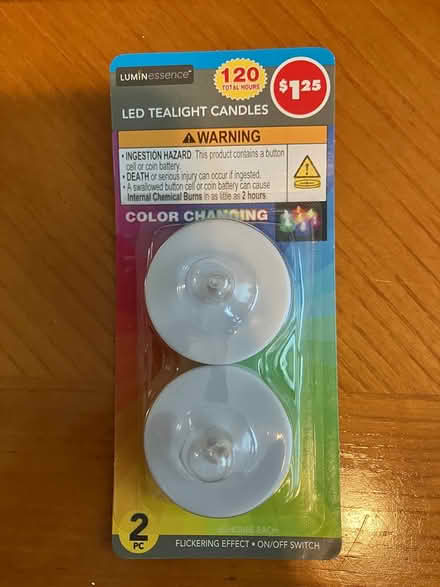 LUMINessence™
120
TOTAL HOURS
$1.25
LED TEALIGHT CANDLES
WARNING
• INGESTION HAZARD: This product contains a button
cell or coin battery.
• DEATH or serious injury can occur if ingested.
• A swallowed button cell or coin battery can cause
Internal Chemical Burns in as little as 2 hours.
COLOR CHANGING
2
PC
FLICKERING EFFECT • ON/OFF SWITCH